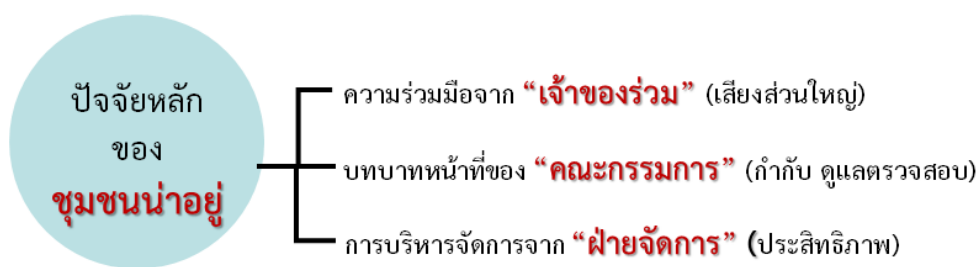 ปัจจัยหลัก
ของ
ชุมชนน่าอยู่
ความร่วมมือจาก “เจ้าของร่วม” (เสียงส่วนใหญ่)
บทบาทหน้าที่ของ “คณะกรรมการ” (กำกับ ดูแลตรวจสอบ)
การบริหารจัดการจาก “ฝ่ายจัดการ” (ประสิทธิภาพ)